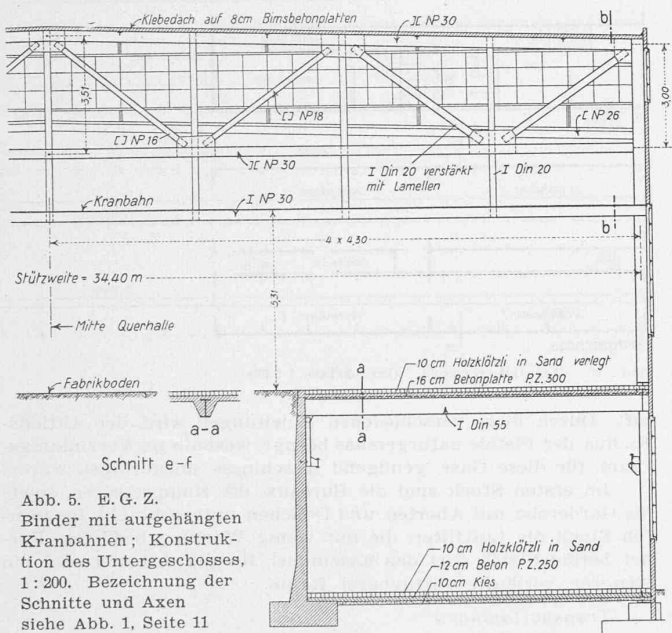 Klebedach auf 8cm Bimsbetonplatten
][ NP 30
b
3,51
3,00
[] NP 18
[ NP 26
[] NP 16
][ NP 30
I Din 20 verstärkt
mit Lamellen
I Din 20
Kranbahn
I NP 30
b
4 x 4,30
Stützweite = 34,40 m
5,31
Mitte Querhalle
Fabrikboden
a
10 cm Holzklötzli in Sand verlegt
16 cm Betonplatte P.Z. 300
a-a
a
I Din 55
Schnitt e-f
Abb. 5. E. G. Z.
Binder mit aufgehängten
Kranbahnen; Konstruk-
tion des Untergeschosses,
1 : 200. Bezeichnung der
Schnitte und Axen
siehe Abb. 1, Seite 11
10 cm Holzklötzli in Sand
12 cm Beton P.Z. 250
10 cm Kies